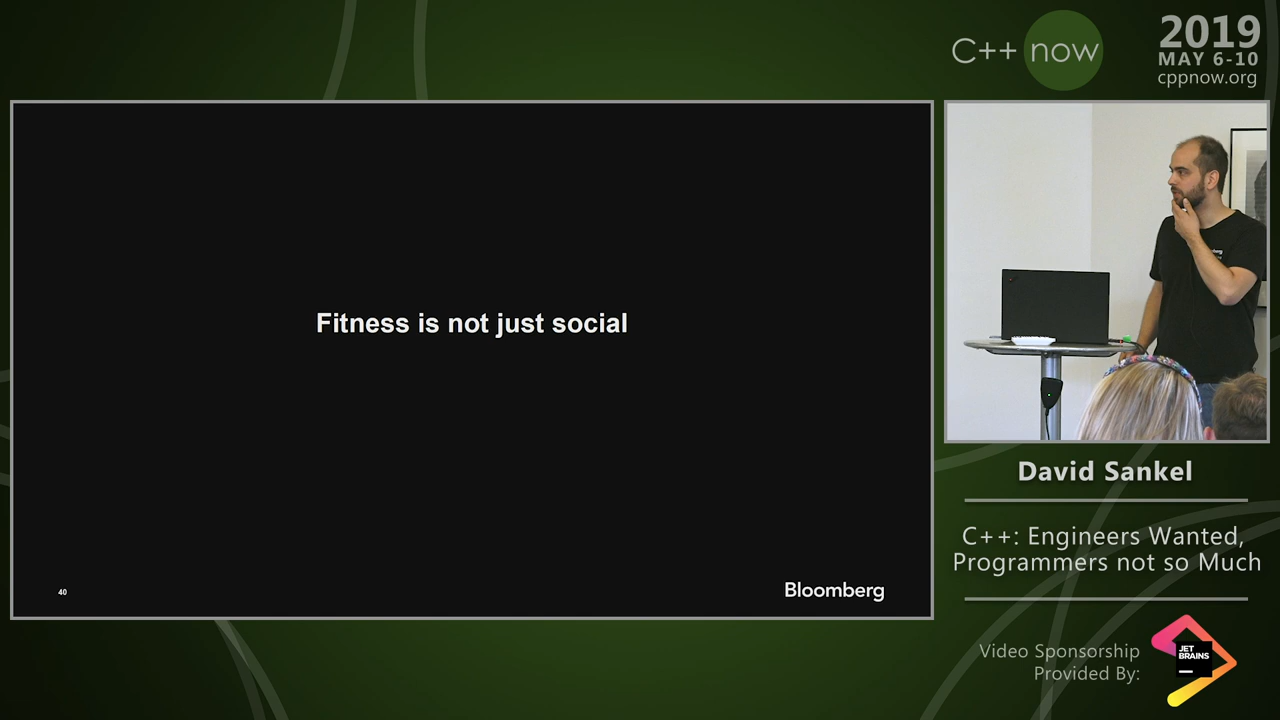 C++ now
2019
MAY 6-10
cppnow.org
Fitness is not just social
40
Bloomberg
David Sankel
C++: Engineers Wanted,
Programmers not so Much
Video Sponsorship
Provided By:
JET
BRAINS